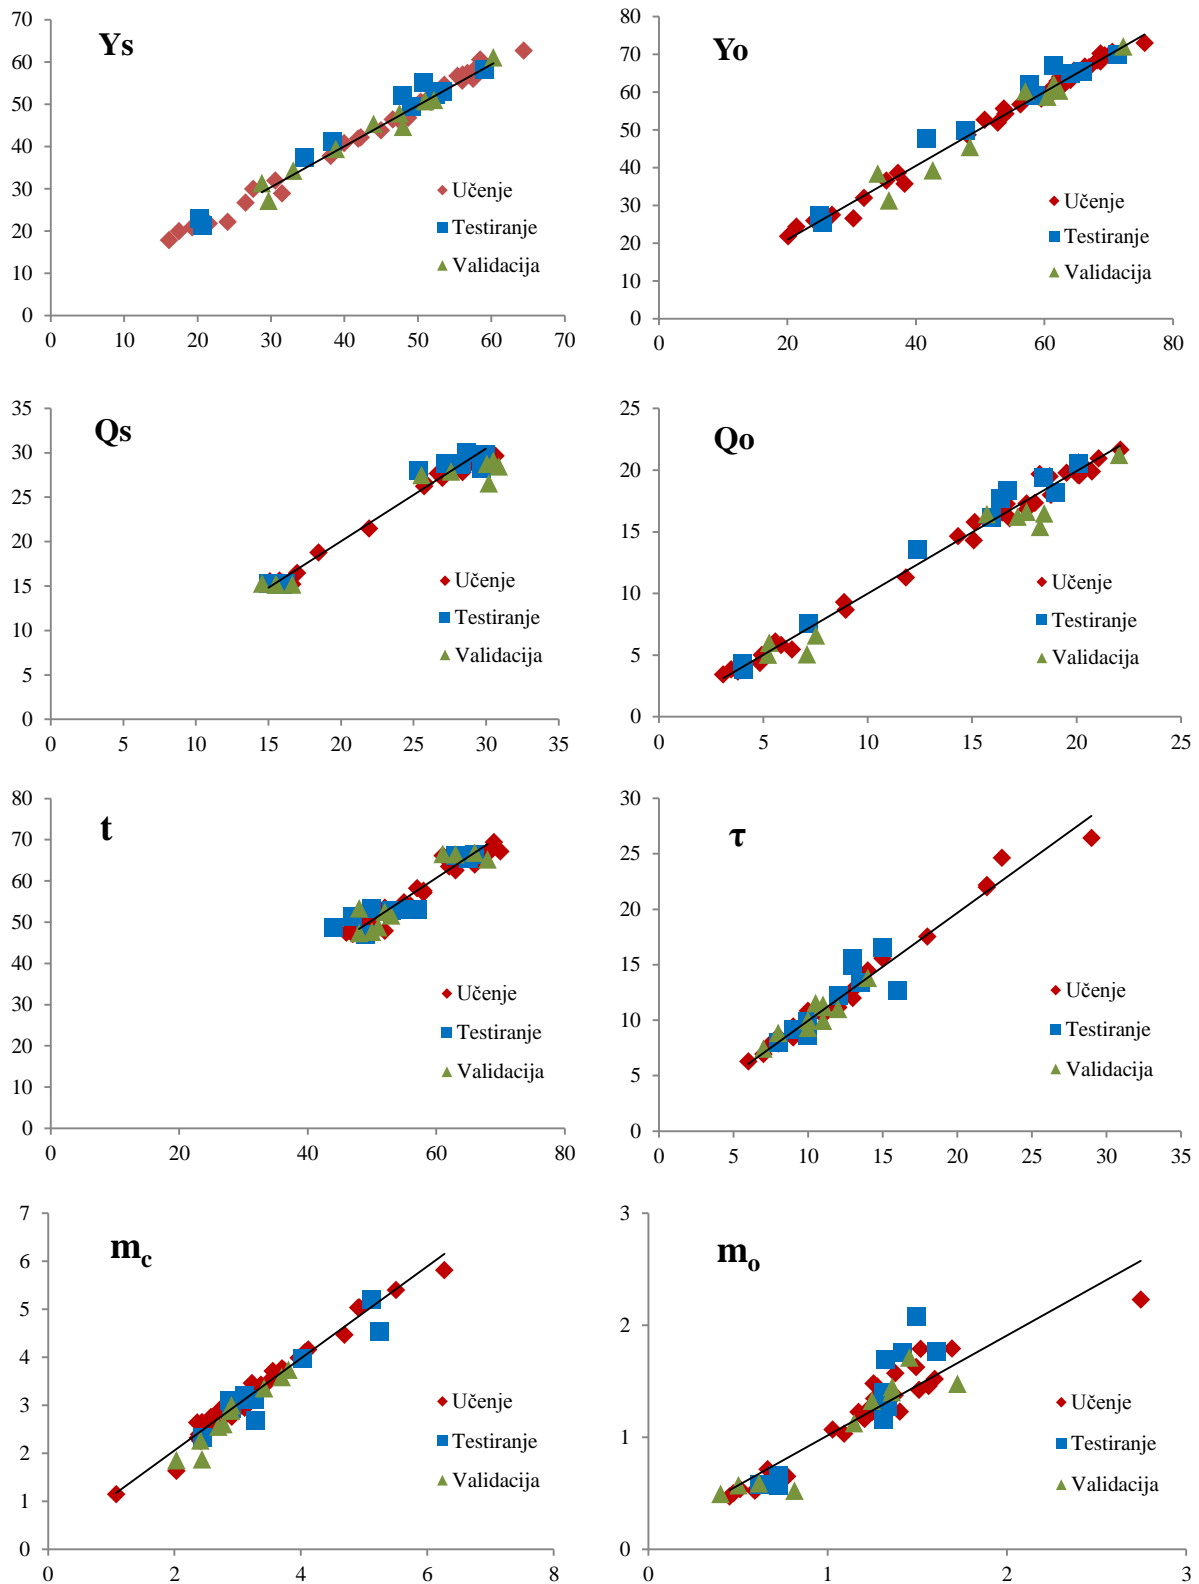 Ys
70
60
50
40
30
20
10
0
0 10 20 30 40 50 60 70
Učenje
Testiranje
Validacija
Yo
80
70
60
50
40
30
20
10
0
0 20 40 60 80
Učenje
Testiranje
Validacija
Qs
35
30
25
20
15
10
5
0
0 5 10 15 20 25 30 35
Učenje
Testiranje
Validacija
Qo
25
20
15
10
5
0
0 5 10 15 20 25
Učenje
Testiranje
Validacija
t
80
70
60
50
40
30
20
10
0
0 20 40 60 80
Učenje
Testiranje
Validacija
τ
30
25
20
15
10
5
0
0 5 10 15 20 25 30 35
Učenje
Testiranje
Validacija
mc
7
6
5
4
3
2
1
0
0 2 4 6 8
Učenje
Testiranje
Validacija
mo
3
2
1
0
0 1 2 3
Učenje
Testiranje
Validacija